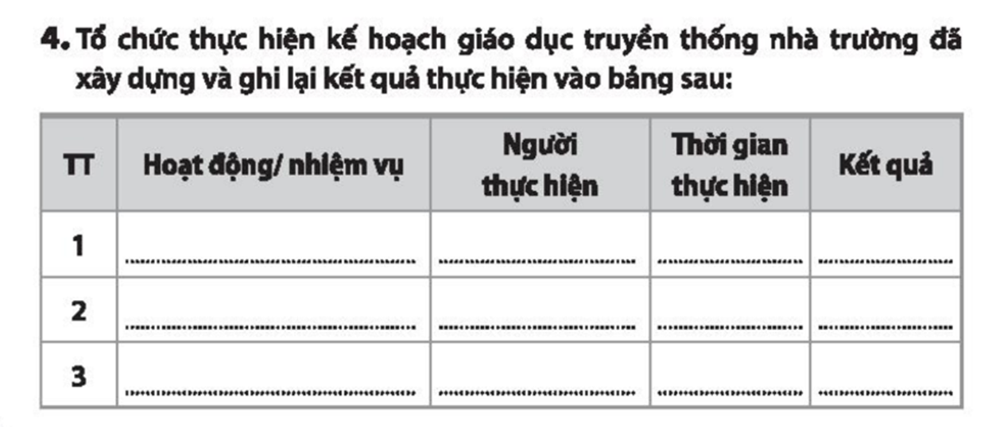 4. Tổ chức thực hiện kế hoạch giáo dục truyền thống nhà trường đã
xây dựng và ghi lại kết quả thực hiện vào bảng sau:
TT Hoạt động/ nhiệm vụ Người thực hiện Thời gian thực hiện Kết quả
1
2
3